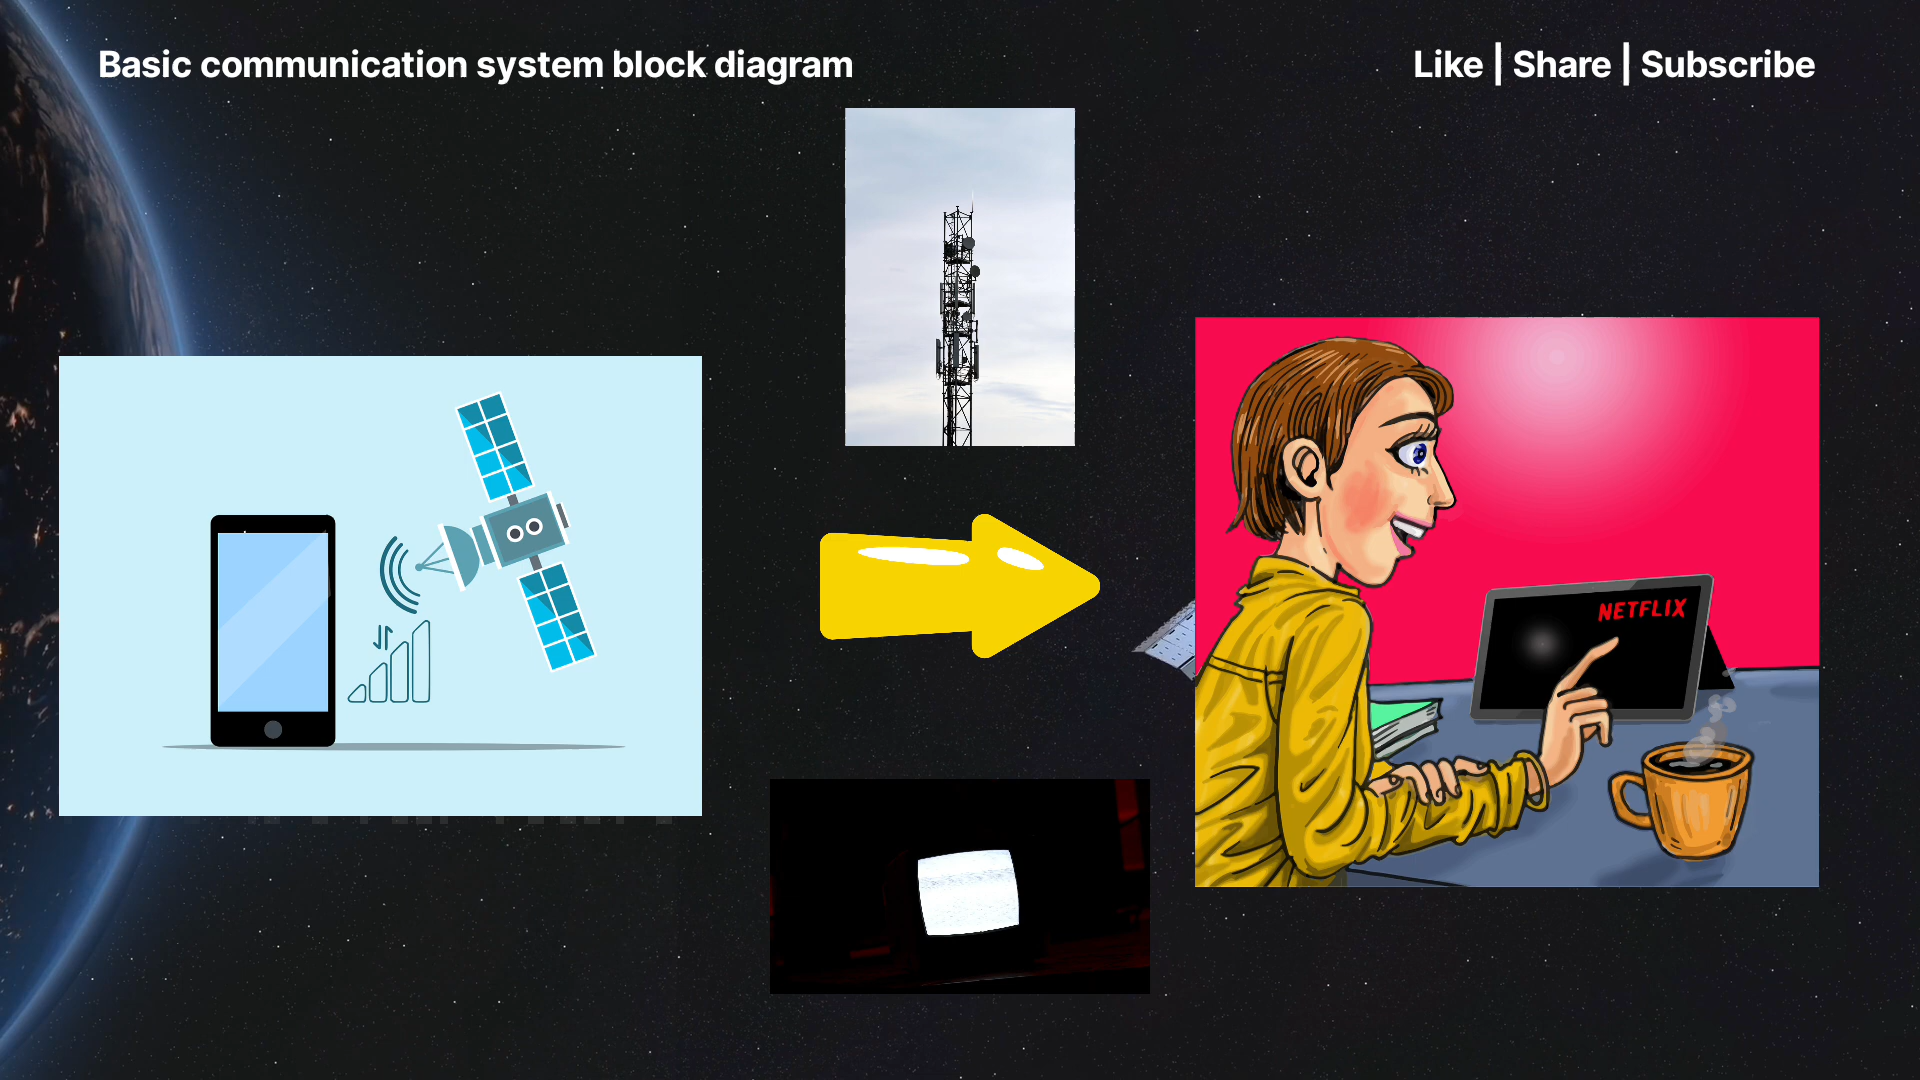 Basic communication system block diagram
Like | Share | Subscribe
NETFLIX